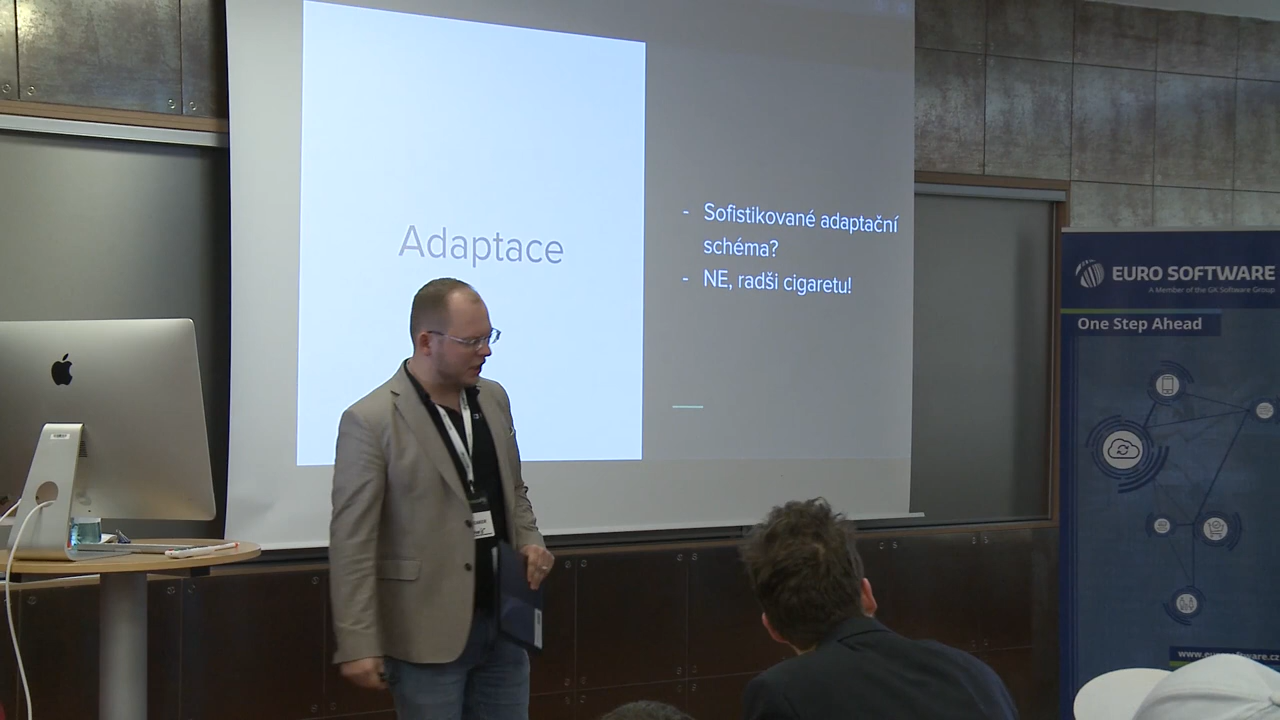 Adaptace
- Sofistikované adaptační
schéma?
- NE, radši cigaretu!
EURO SOFTWARE
A Member of the GK Software Group
One Step Ahead